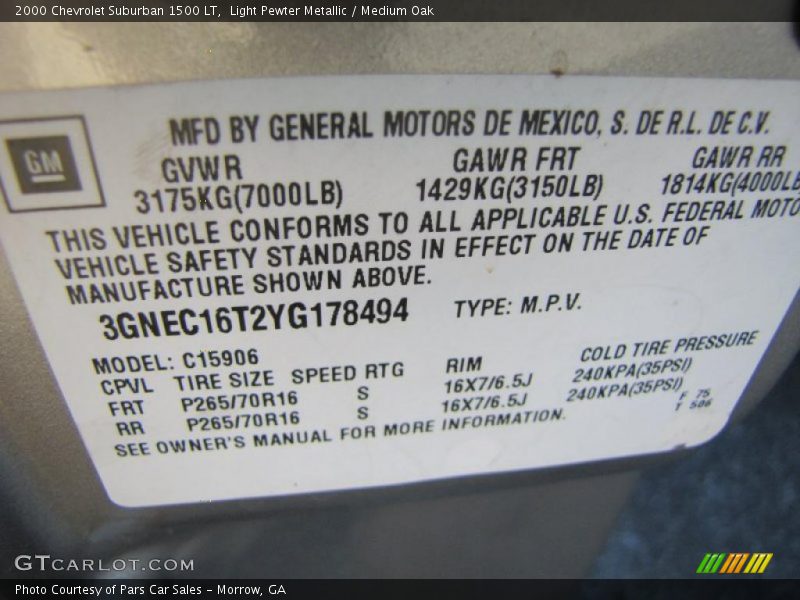 2000 Chevrolet Suburban 1500 LT, Light Pewter Metallic / Medium Oak
GM
MFD BY GENERAL MOTORS DE MEXICO, S. DE R.L. DE C.V.
GVWR GAWR FRT GAWR RR
3175KG(7000LB) 1429KG(3150LB) 1814KG(4000LB
THIS VEHICLE CONFORMS TO ALL APPLICABLE U.S. FEDERAL MOTO
VEHICLE SAFETY STANDARDS IN EFFECT ON THE DATE OF
MANUFACTURE SHOWN ABOVE.
3GNEC16T2YG178494 TYPE: M.P.V.
MODEL: C15906
CPVL TIRE SIZE SPEED RTG RIM COLD TIRE PRESSURE
FRT P265/70R16 S 16X7/6.5J 240KPA(35PSI)
RR P265/70R16 S 16X7/6.5J 240KPA(35PSI)
F 75
T 506
SEE OWNER'S MANUAL FOR MORE INFORMATION.
GTCARLOT.COM
Photo Courtesy of Pars Car Sales - Morrow, GA